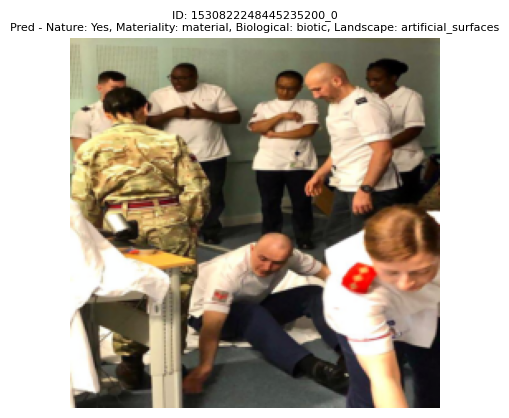 ID: 1530822248445235200_0
Pred - Nature: Yes, Materiality: material, Biological: biotic, Landscape: artificial_surfaces